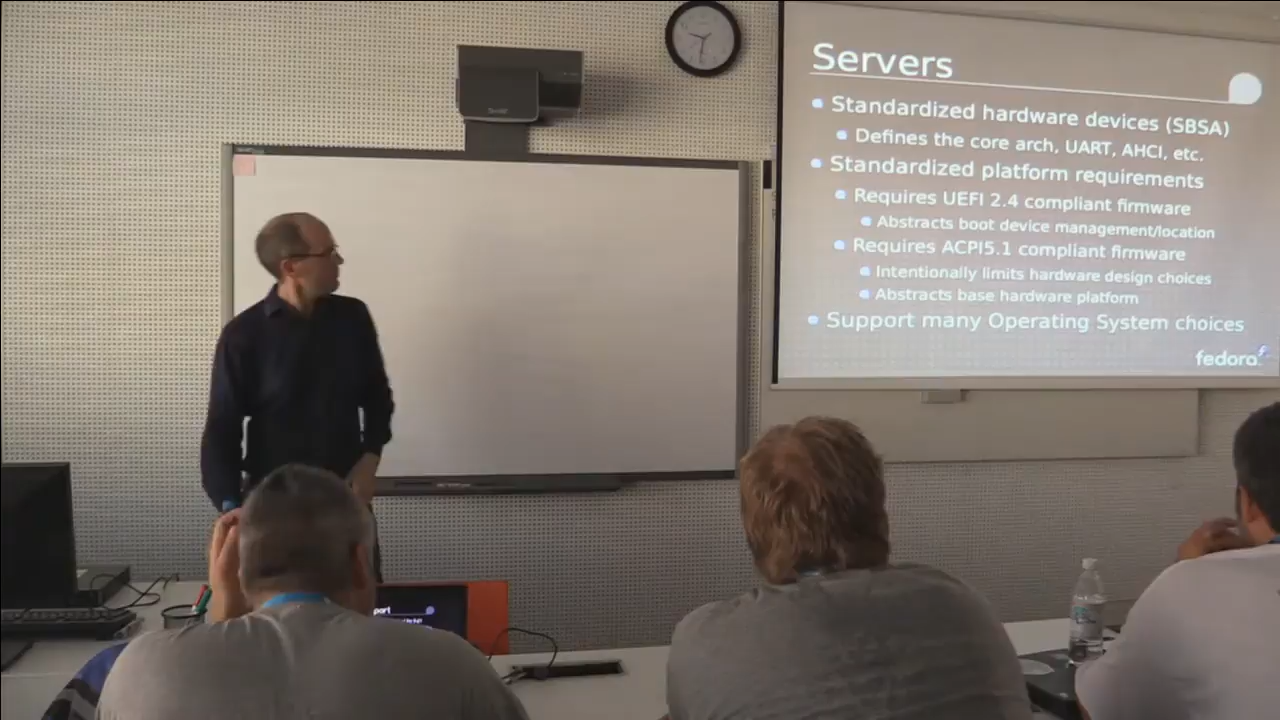 Servers
Standardized hardware devices (SBSA)
Defines the core arch, UART, AHCI, etc.
Standardized platform requirements
Requires UEFI 2.4 compliant firmware
Abstracts boot device management/location
Requires ACPI5.1 compliant firmware
Intentionally limits hardware design choices
Abstracts base hardware platform
Support many Operating System choices
fedora
port